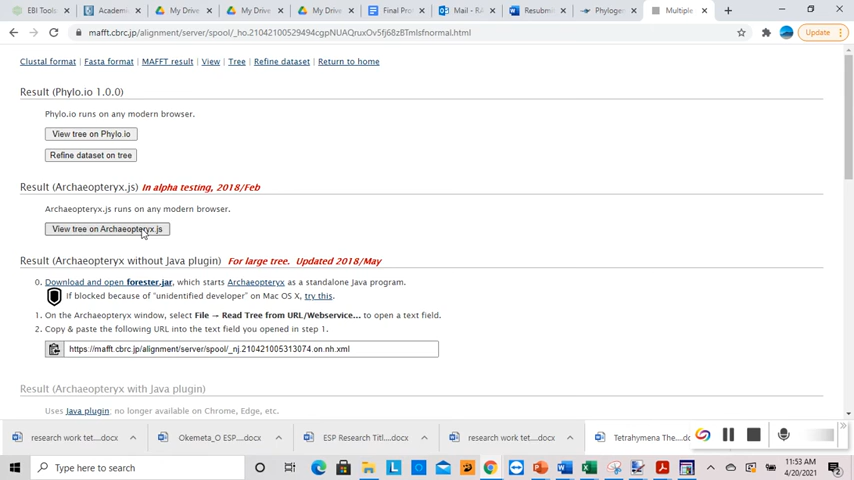 EBI Tools
Academic
My Drive
My Drive
My Drive
Final Pro
Mail - RA
Resubmis
Phyloger
Multiple
mafft.cbrc.jp/alignment/server/spool/_ho.21042100529494cgpNUAQruxOv5fj68zBTmlsfnormal.html
Update
Clustal format | Fasta format | MAFFT result | View | Tree | Refine dataset | Return to home
Result (Phylo.io 1.0.0)
Phylo.io runs on any modern browser.
View tree on Phylo.io
Refine dataset on tree
Result (Archaeopteryx.js) In alpha testing, 2018/Feb
Archaeopteryx.js runs on any modern browser.
View tree on Archaeopteryx.js
Result (Archaeopteryx without Java plugin) For large tree. Updated 2018/May
0. Download and open forester.jar, which starts Archaeopteryx as a standalone Java program.
If blocked because of "unidentified developer" on Mac OS X, try this.
1. On the Archaeopteryx window, select File → Read Tree from URL/Webservice... to open a text field.
2. Copy & paste the following URL into the text field you opened in step 1.
https://mafft.cbrc.jp/alignment/server/spool/_nj.210421005313074.on.nh.xml
Result (Archaeopteryx with Java plugin)
Uses Java plugin: no longer available on Chrome, Edge, etc.
research work tet....docx
Okemeta_O ESP....docx
ESP Research Titl....docx
research work tet....docx
Tetrahymena The....do
Type here to search
11:53 AM
4/20/2021
2